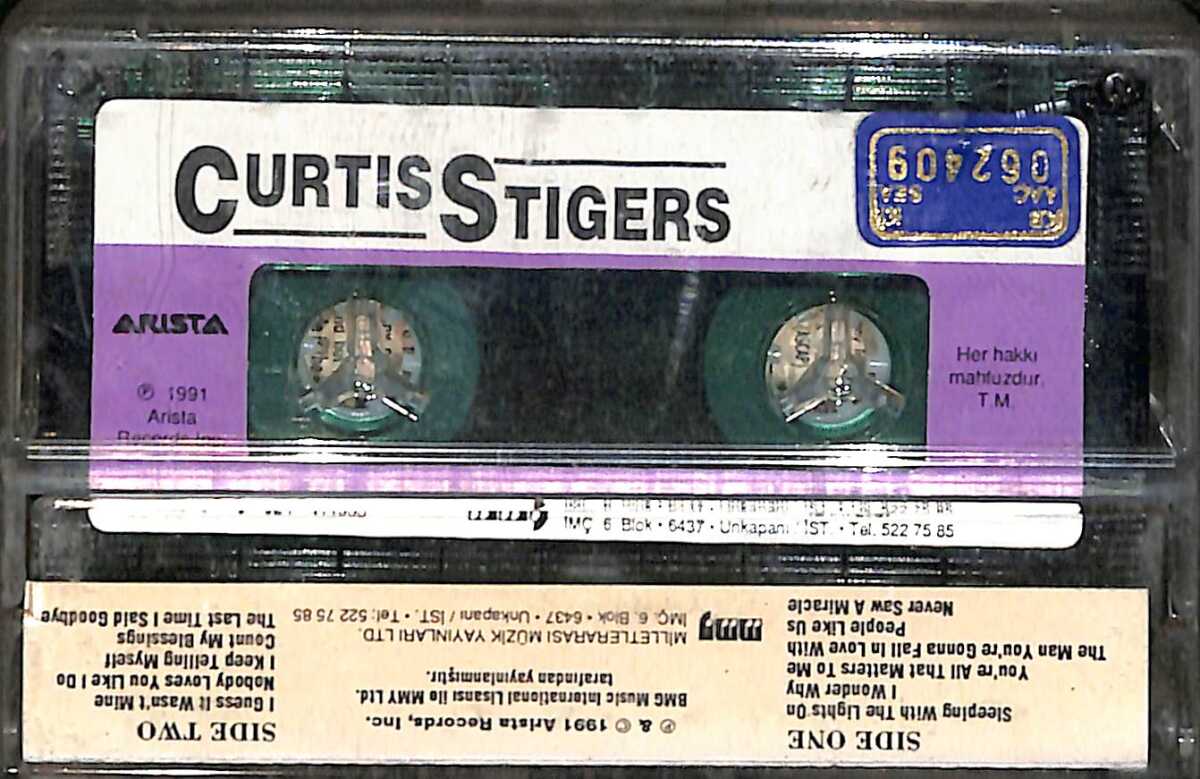 CURTIS STIGERS
062409
ARISTA
℗ 1991
Arista
Records Inc.
Her hakkı
mahfuzdur.
T.M.
İMÇ 6 Blok • 6437 • Unkapanı İST. • Tel. 522 75 85
SIDE ONE
Sleeping With The Lights On
I Wonder Why
You're All That Matters To Me
The Man You're Gonna Fall In Love With
People Like Us
Never Saw A Miracle
℗ & © 1991 Arista Records, Inc.
BMG Music International Lisansı ile MMY Ltd.
tarafından yayınlanmıştır.
mmy
MİLLETLERARASI MÜZİK YAYINLARI LTD.
İMÇ. 6. Blok • 6437 • Unkapanı / İST. • Tel: 522 75 85
SIDE TWO
I Guess It Wasn't Mine
Nobody Loves You Like I Do
I Keep Telling Myself
Count My Blessings
The Last Time I Said Goodbye